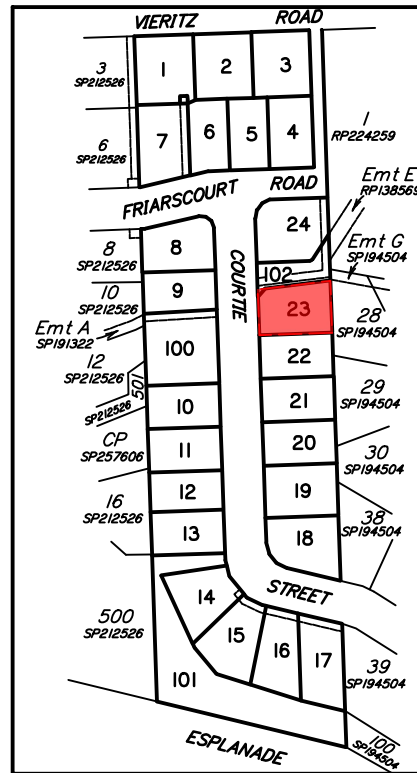 VIERITZ ROAD
3
SP212526
1
2
3
6
SP212526
7
6
5
4
1
RP224259
FRIARSCOURT ROAD
Emt E
RP138569
Emt G
SP194504
24
8
SP212526
8
COURTIE
102
10
SP212526
9
23
28
SP194504
Emt A
SP191322
100
22
12
SP212526
501
SP212526
10
21
29
SP194504
CP
SP257606
11
20
30
SP194504
16
SP212526
12
19
13
18
38
SP194504
STREET
500
SP212526
14
15
16
17
39
SP194504
101
100
SP194504
ESPLANADE